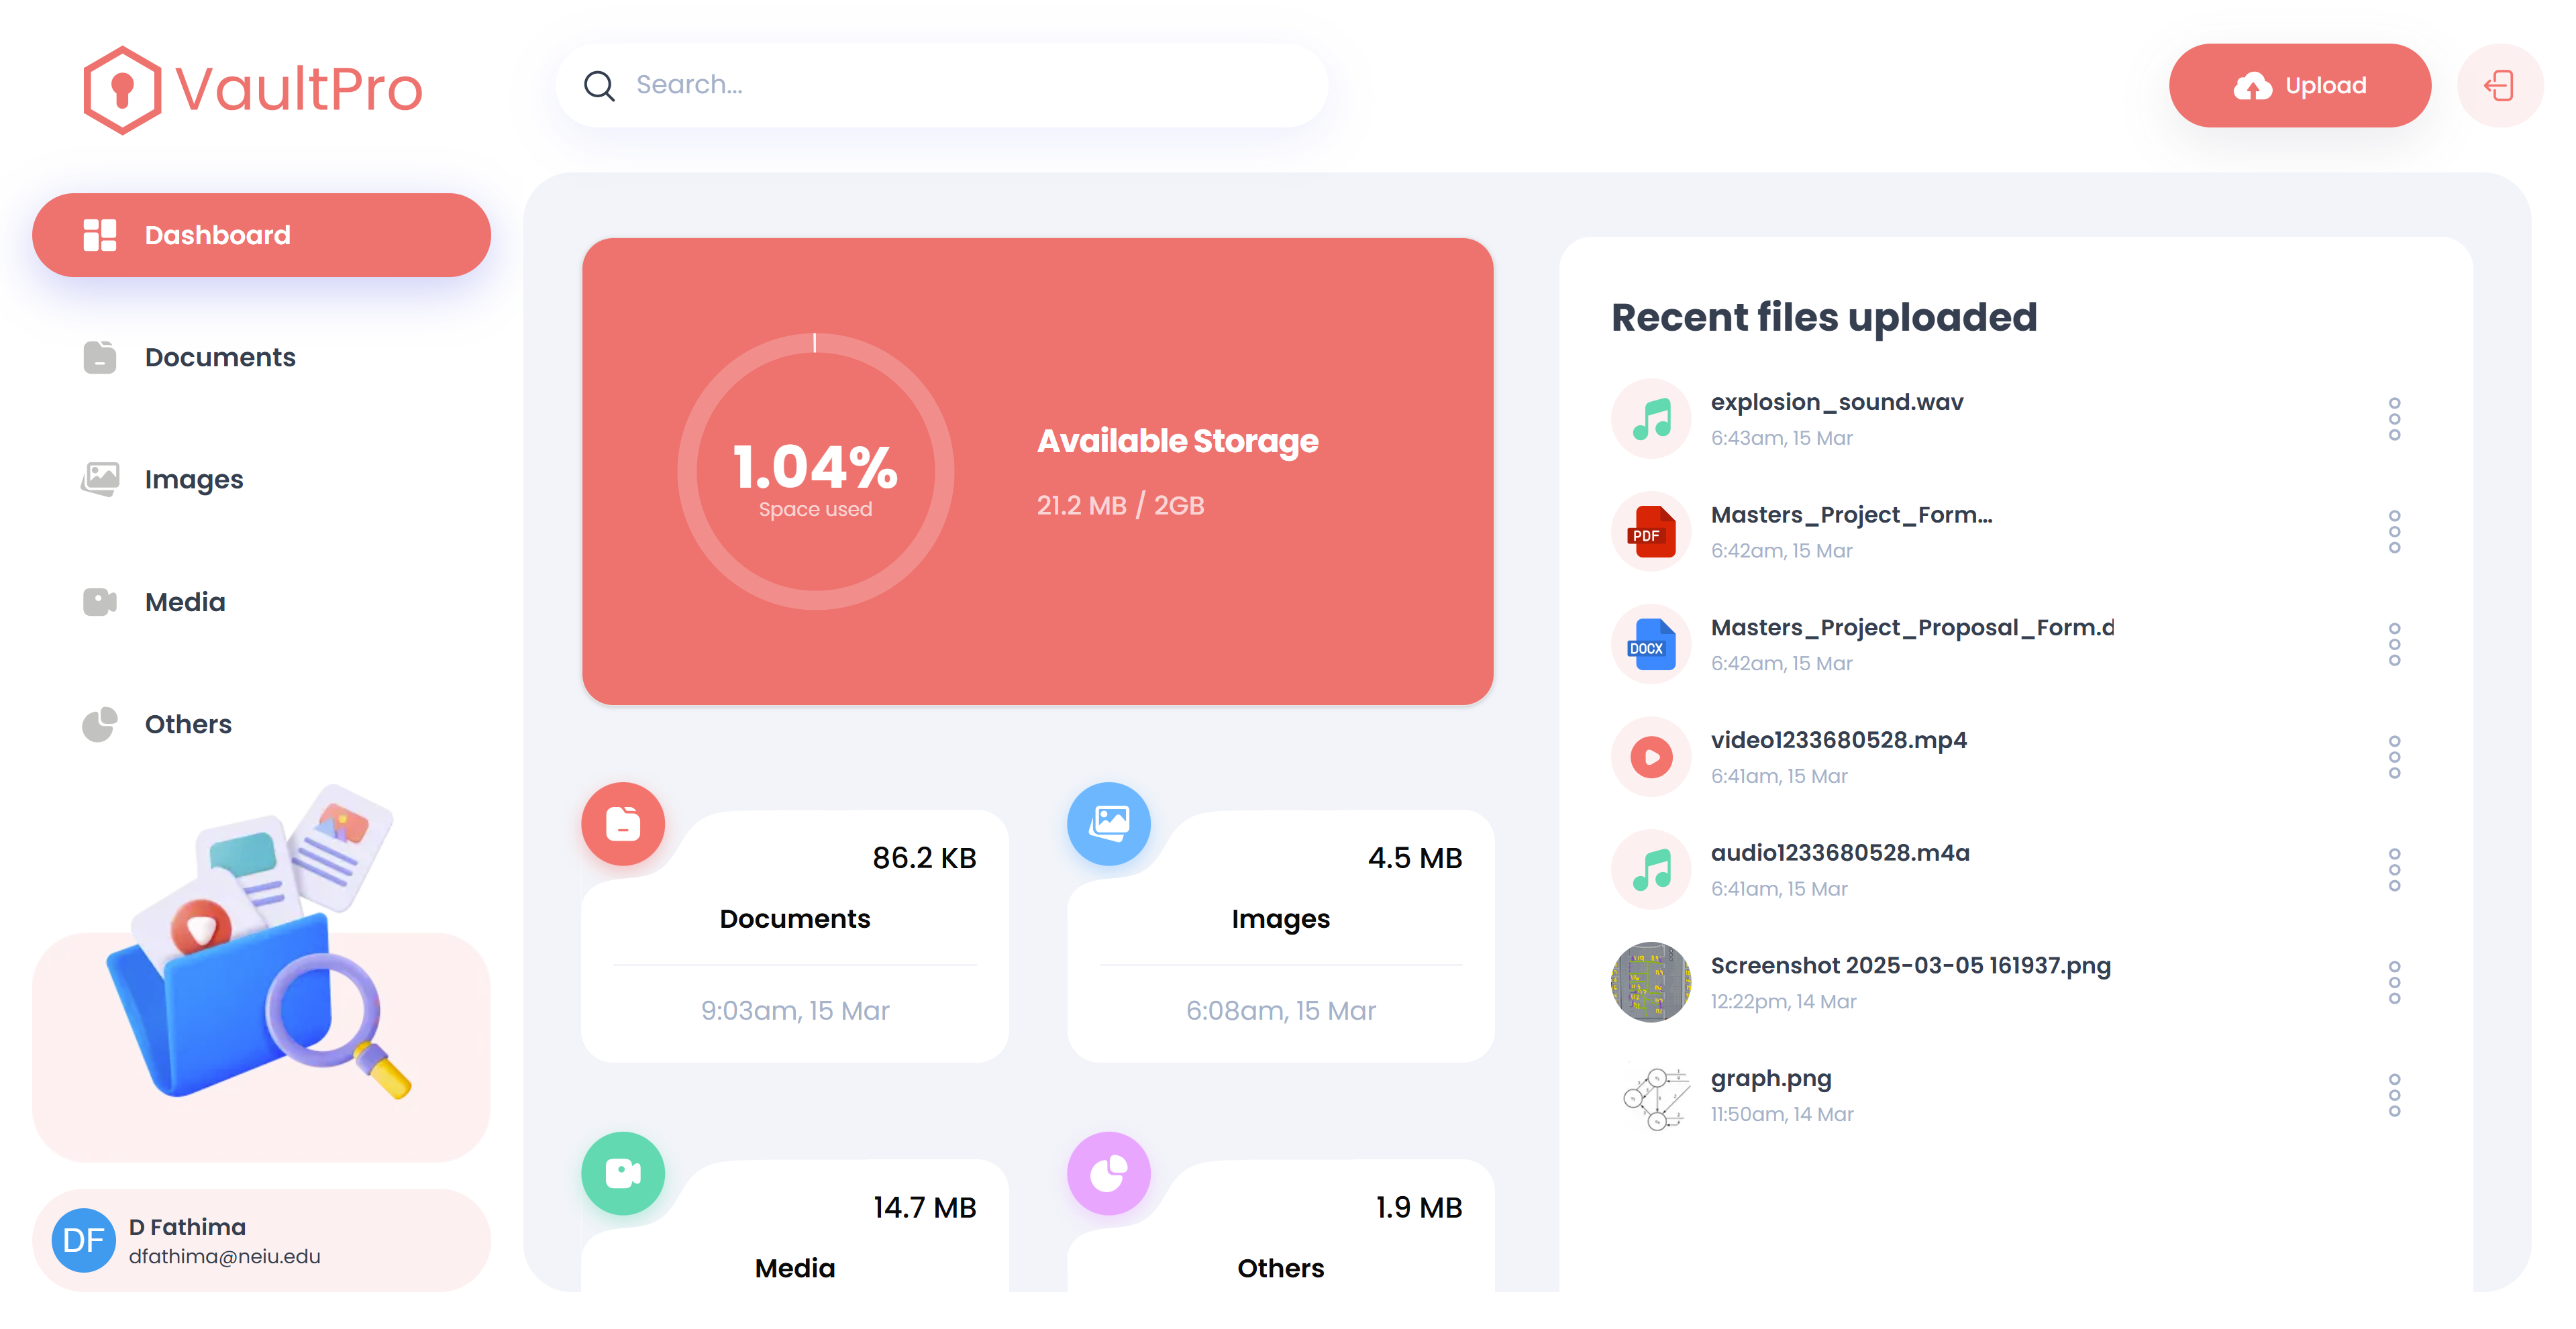 VaultPro
Search...
Upload
Dashboard
Documents
Images
Media
Others
D Fathima
dfathima@neiu.edu
1.04%
Space used
Available Storage
21.2 MB / 2GB
86.2 KB
Documents
9:03am, 15 Mar
4.5 MB
Images
6:08am, 15 Mar
14.7 MB
Media
1.9 MB
Others
Recent files uploaded
explosion_sound.wav
6:43am, 15 Mar
PDF
Masters_Project_Form...
6:42am, 15 Mar
DOCX
Masters_Project_Proposal_Form.d
6:42am, 15 Mar
video1233680528.mp4
6:41am, 15 Mar
audio1233680528.m4a
6:41am, 15 Mar
Screenshot 2025-03-05 161937.png
12:22pm, 14 Mar
graph.png
11:50am, 14 Mar
DF